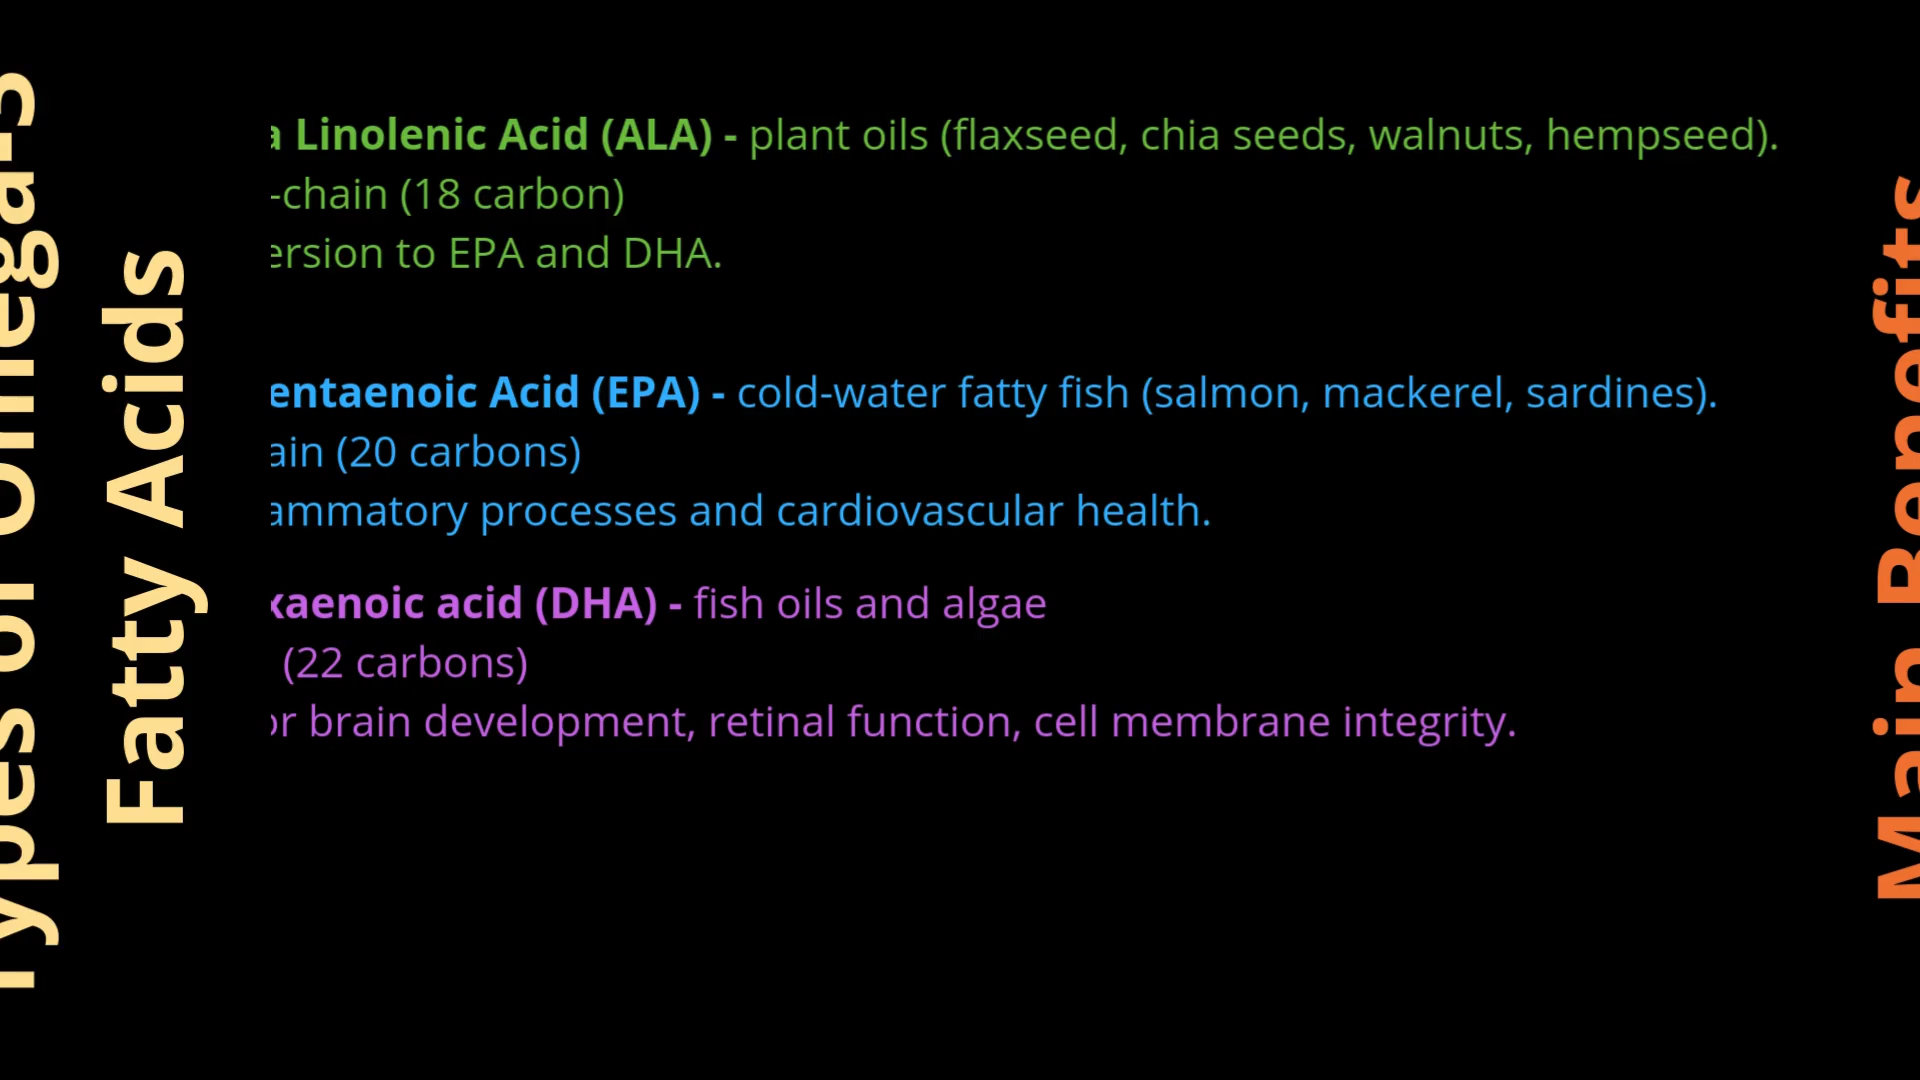 Types of Omega-3
Fatty Acids
a Linolenic Acid (ALA) - plant oils (flaxseed, chia seeds, walnuts, hempseed).
-chain (18 carbon)
ersion to EPA and DHA.
entaenoic Acid (EPA) - cold-water fatty fish (salmon, mackerel, sardines).
ain (20 carbons)
ammatory processes and cardiovascular health.
xaenoic acid (DHA) - fish oils and algae
(22 carbons)
or brain development, retinal function, cell membrane integrity.
Main Benefits